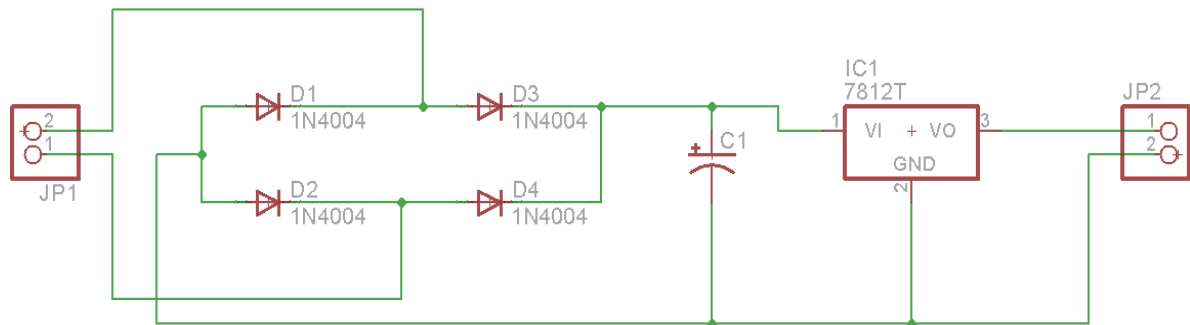 IC1
7812T
JP2
D1
1N4004
D3
1N4004
2
1
JP1
C1
1
VI
VO
3
GND
2
1
2
D2
1N4004
D4
1N4004